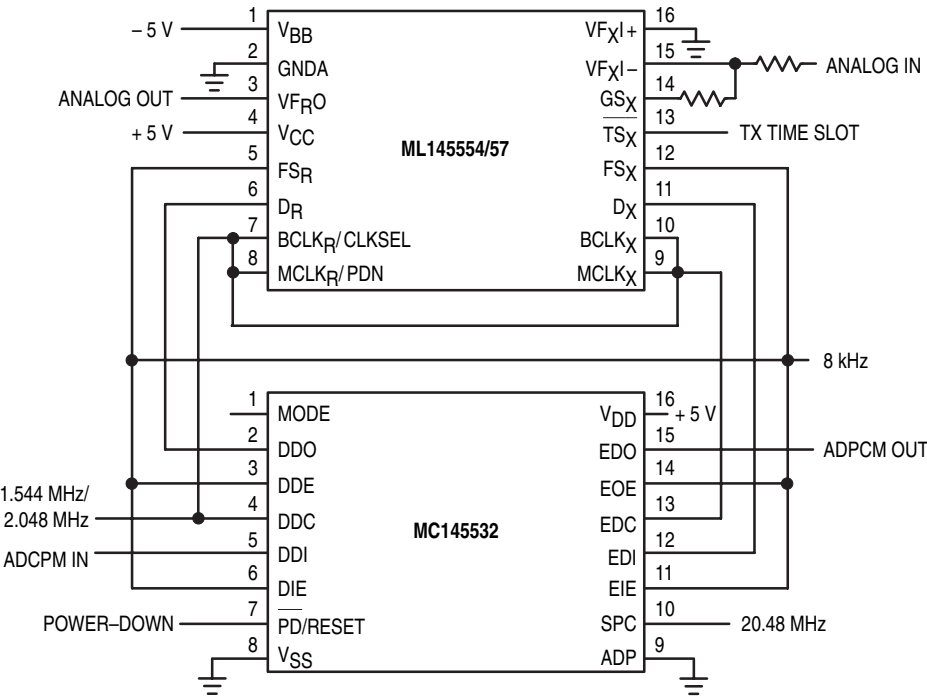 1
– 5 V
VBB
2
GNDA
3
ANALOG OUT
VFRO
4
+ 5 V
VCC
5
FSR
6
DR
7
BCLKR/CLKSEL
8
MCLKR/PDN
ML145554/57
16
VFXI+
15
VFXI–
ANALOG IN
14
GSX
13
TSX
TX TIME SLOT
12
FSX
11
DX
10
BCLKX
9
MCLKX
8 kHz
1
MODE
2
DDO
3
DDE
1.544 MHz/
2.048 MHz
4
DDC
5
ADCPM IN
DDI
6
DIE
7
POWER–DOWN
PD/RESET
8
VSS
MC145532
16
VDD
+ 5 V
15
EDO
ADPCM OUT
14
EOE
13
EDC
12
EDI
11
EIE
10
SPC
20.48 MHz
9
ADP